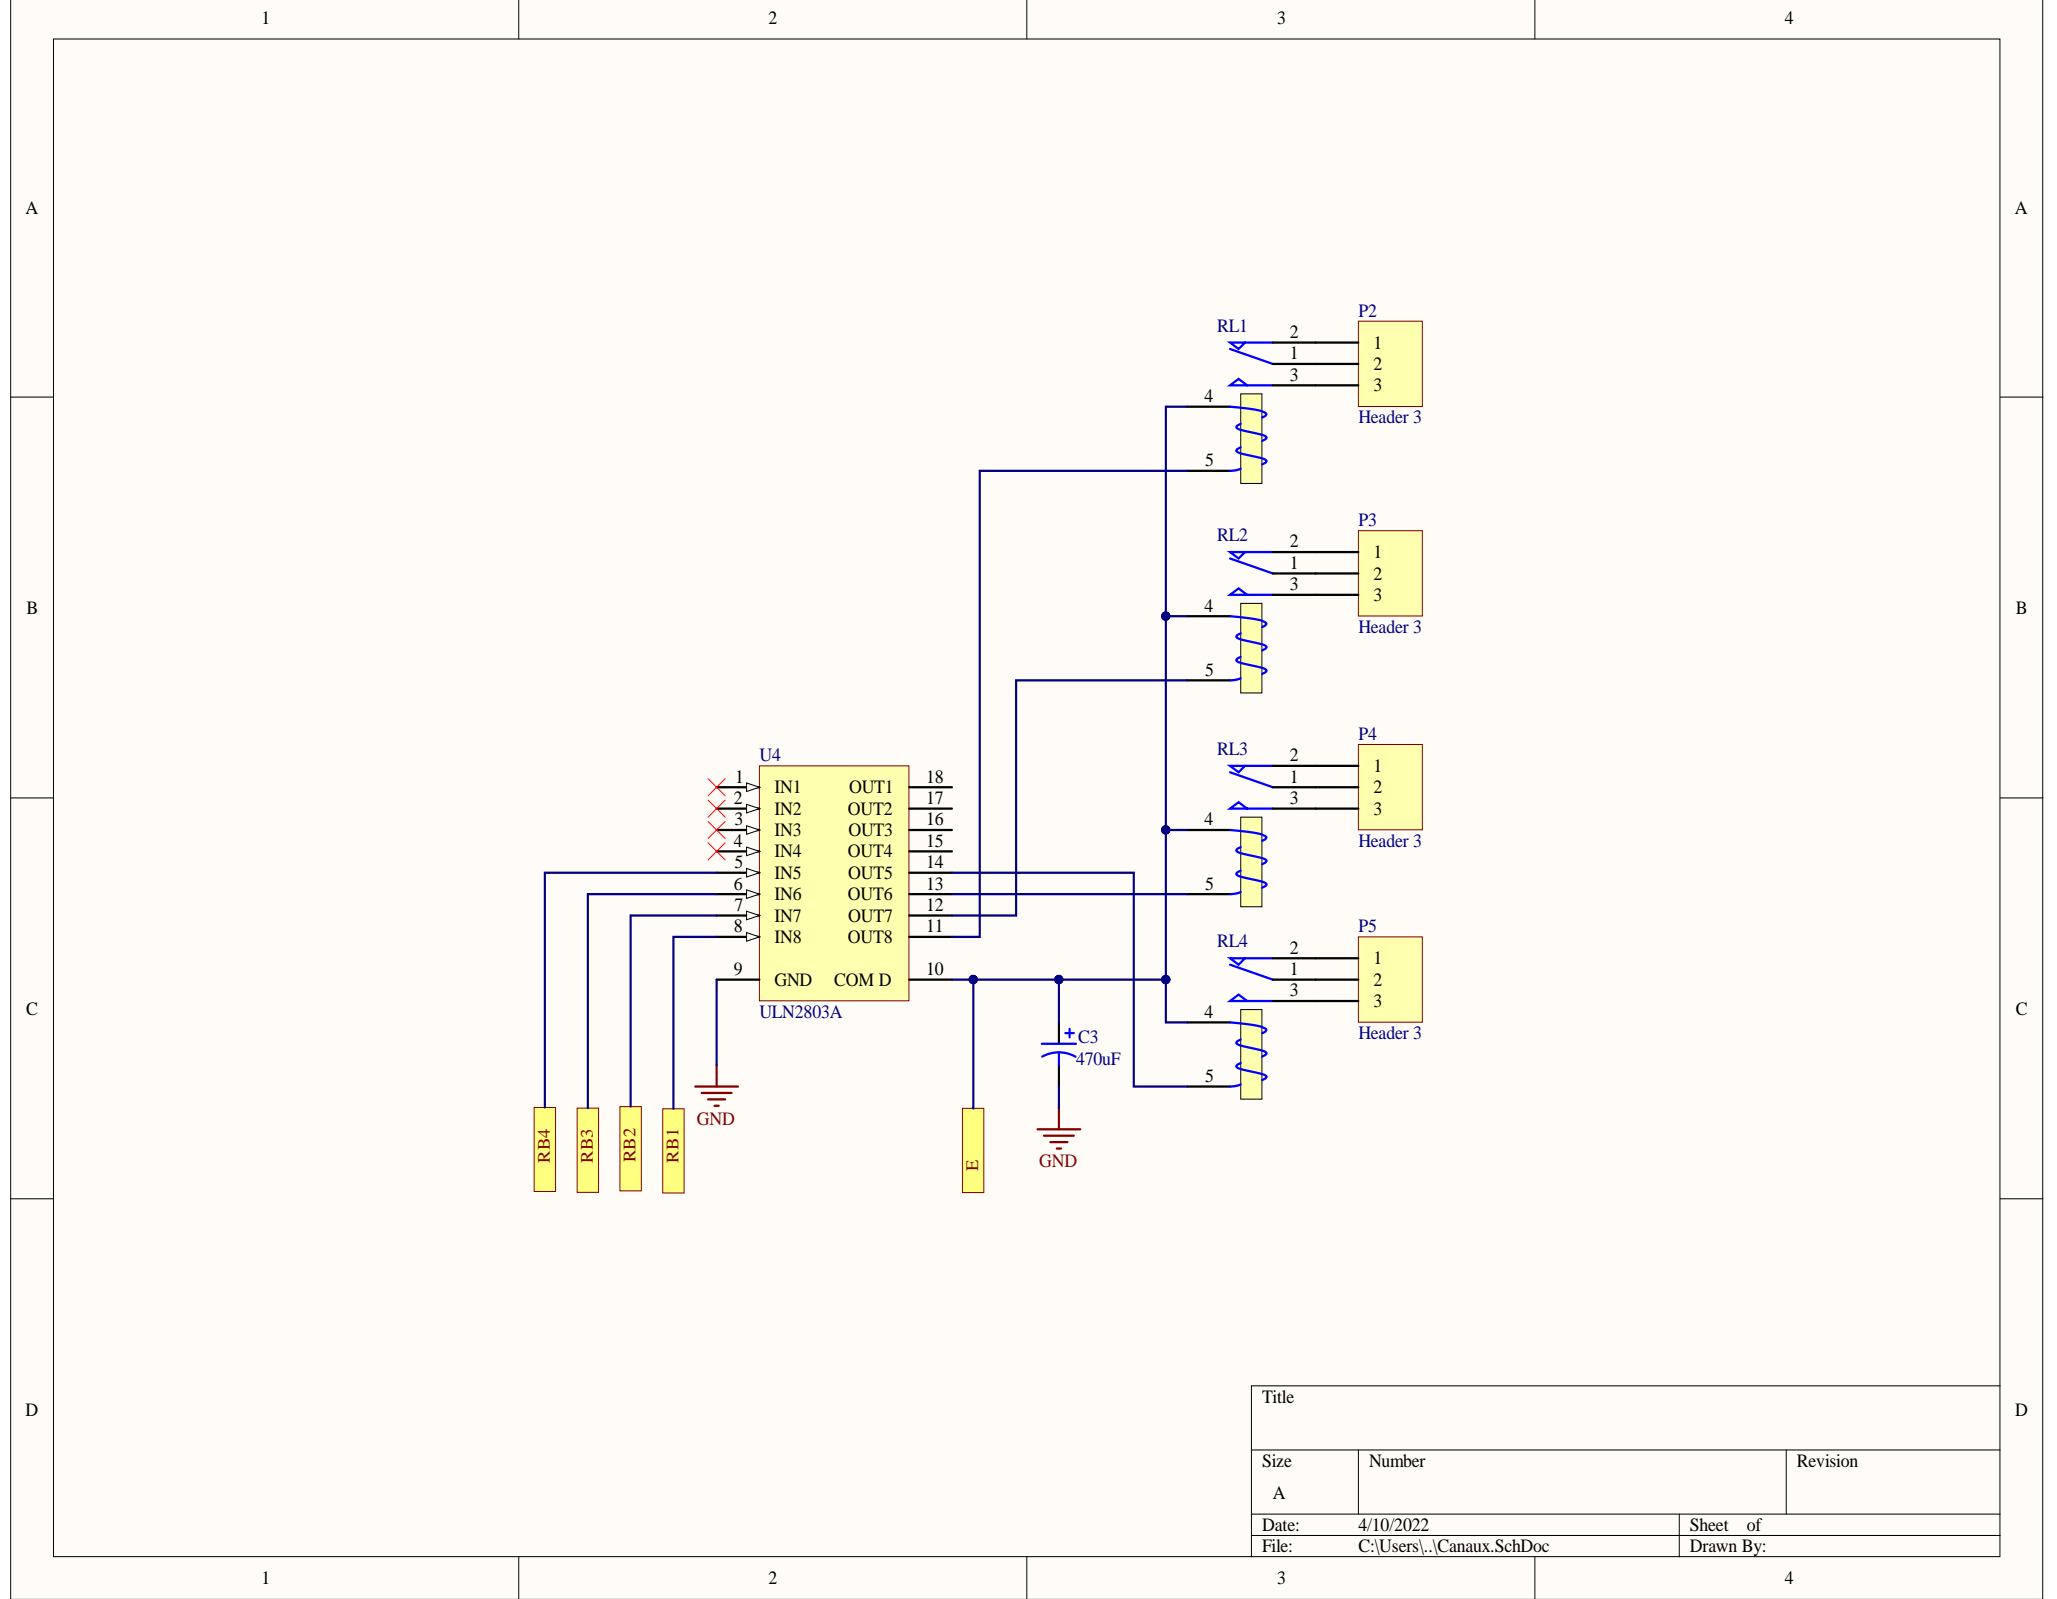 1 2 3 4
A A
B B
C C
D D
RL1
2
1
3
4
5
P2
1
2
3
Header 3
RL2
2
1
3
4
5
P3
1
2
3
Header 3
RL3
2
1
3
4
5
P4
1
2
3
Header 3
RL4
2
1
3
4
5
P5
1
2
3
Header 3
U4
1 IN1 OUT1 18
2 IN2 OUT2 17
3 IN3 OUT3 16
4 IN4 OUT4 15
5 IN5 OUT5 14
6 IN6 OUT6 13
7 IN7 OUT7 12
8 IN8 OUT8 11
9 GND COM D 10
ULN2803A
+ C3
470uF
GND
GND
RB4
RB3
RB2
RB1
E
Title
Size Number Revision
A
Date: 4/10/2022 Sheet of
File: C:\Users\..\Canaux.SchDoc Drawn By:
1 2 3 4